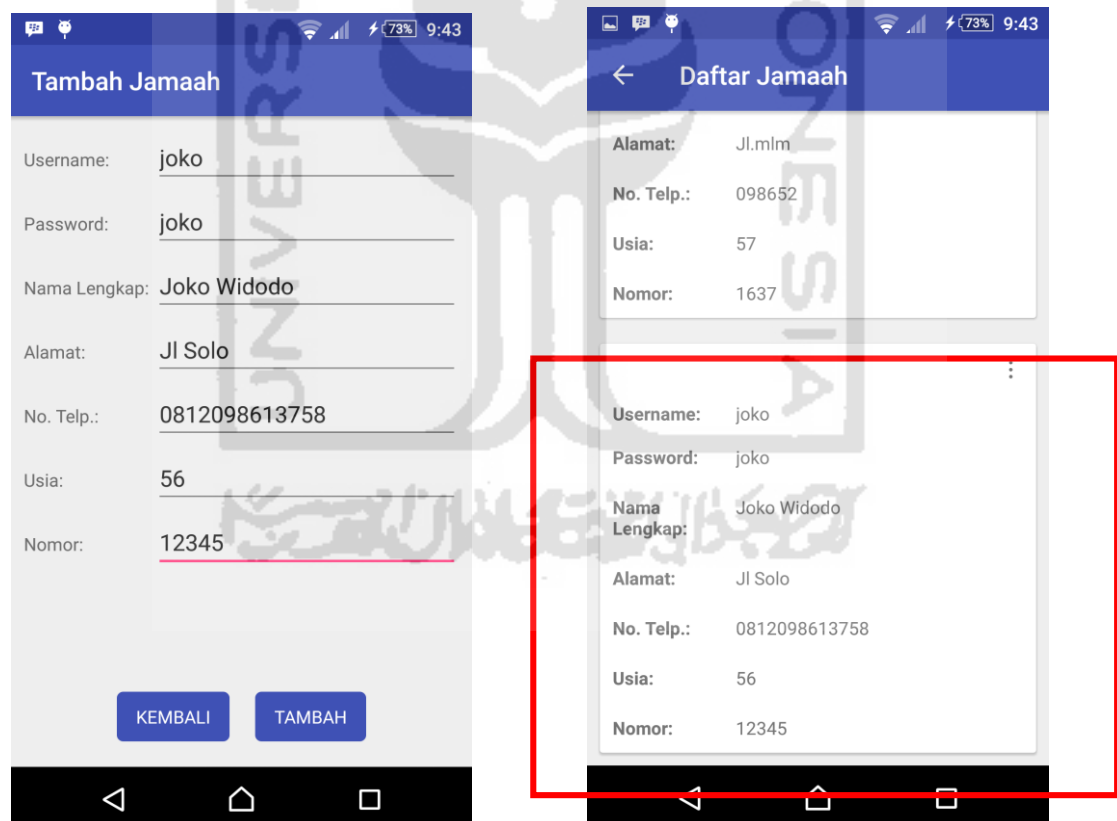 73% 9:43
Tambah Jamaah
Username: joko
Password: joko
Nama Lengkap: Joko Widodo
Alamat: Jl Solo
No. Telp.: 0812098613758
Usia: 56
Nomor: 12345
KEMBALI TAMBAH
73% 9:43
Daftar Jamaah
Alamat: Jl.mlm
No. Telp.: 098652
Usia: 57
Nomor: 1637
Username: joko
Password: joko
Nama Joko Widodo
Lengkap:
Alamat: Jl Solo
No. Telp.: 0812098613758
Usia: 56
Nomor: 12345
UNIVERSI
ONESIA